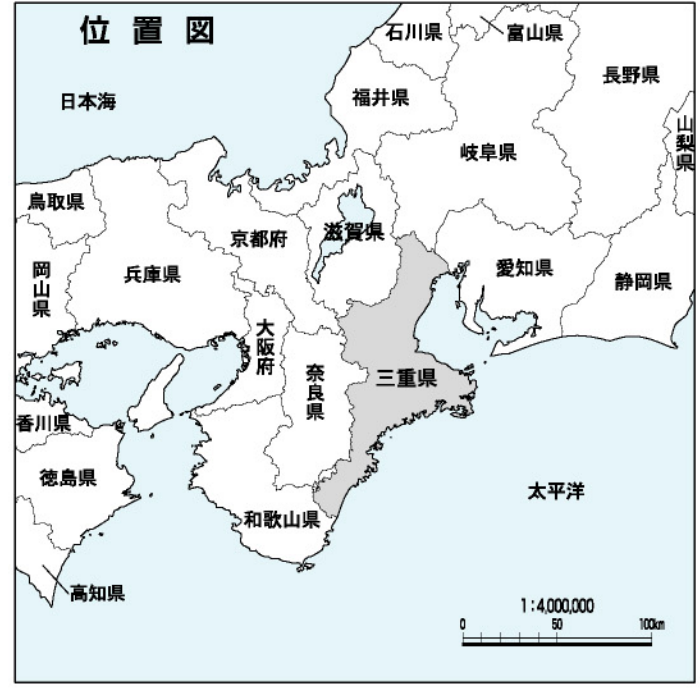 位置図
石川県
富山県
長野県
福井県
日本海
山梨県
岐阜県
鳥取県
滋賀県
京都府
愛知県
兵庫県
岡山県
静岡県
大阪府
奈良県
三重県
香川県
徳島県
太平洋
和歌山県
高知県
1:4,000,000
0 50 100km